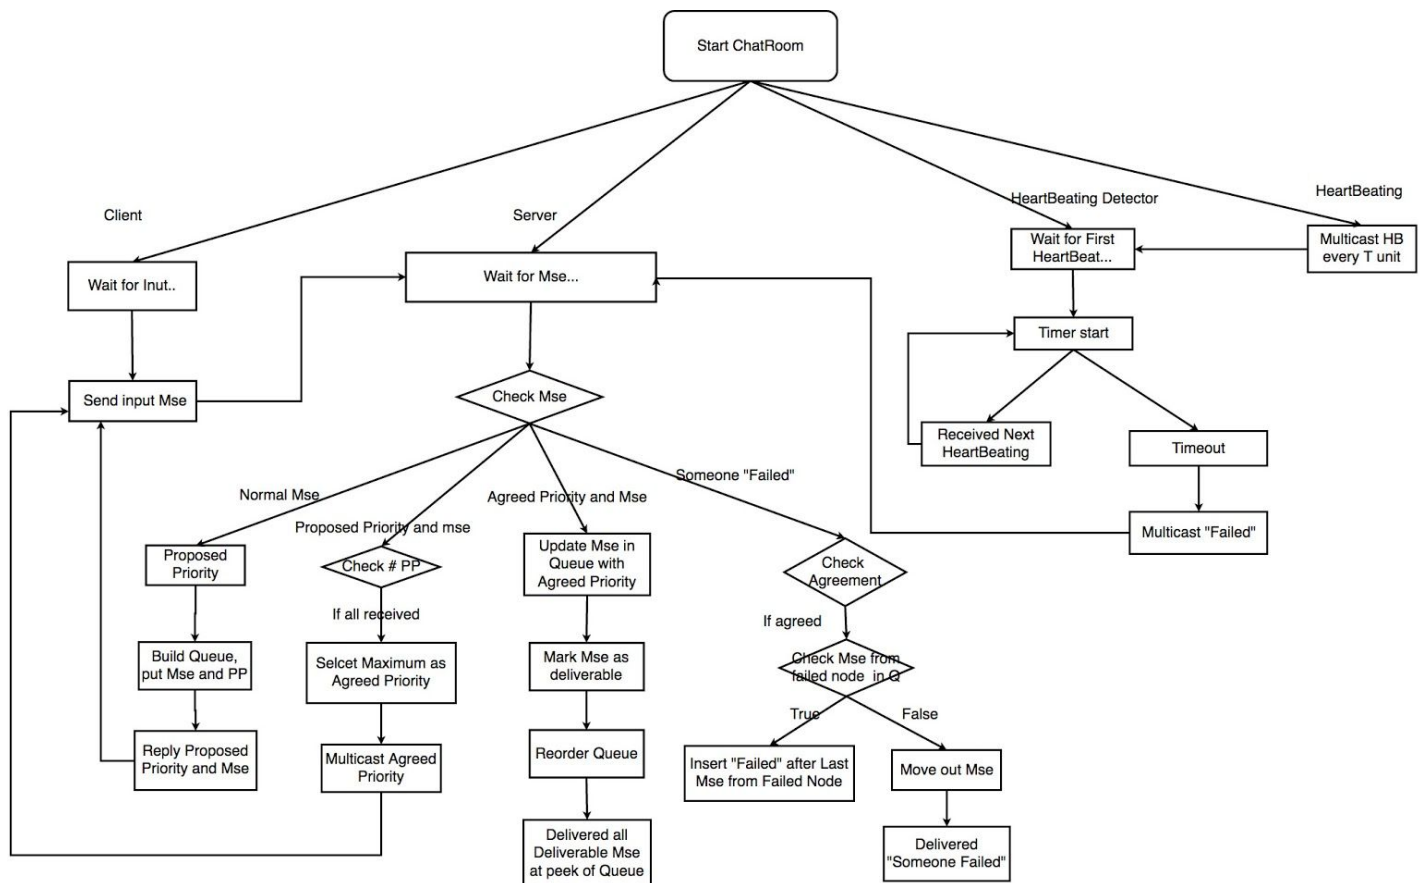 Start ChatRoom
HeartBeating
HeartBeating Detector
Client
Server
Wait for First
HeartBeat...
Multicast HB
every T unit
Wait for Inut..
Wait for Mse...
Timer start
Send input Mse
Check Mse
Received Next
HeartBeating
Timeout
Someone "Failed"
Normal Mse
Agreed Priority and Mse
Proposed Priority and mse
Multicast "Failed"
Proposed
Priority
Check # PP
Update Mse in
Queue with
Agreed Priority
Check
Agreement
If all received
If agreed
Build Queue,
put Mse and PP
Selcet Maximum as
Agreed Priority
Mark Mse as
deliverable
Check Mse from
failed node in Q
True
False
Reply Proposed
Priority and Mse
Multicast Agreed
Priority
Reorder Queue
Insert "Failed" after Last
Mse from Failed Node
Move out Mse
Delivered all
Deliverable Mse
at peek of Queue
Delivered
"Someone Failed"